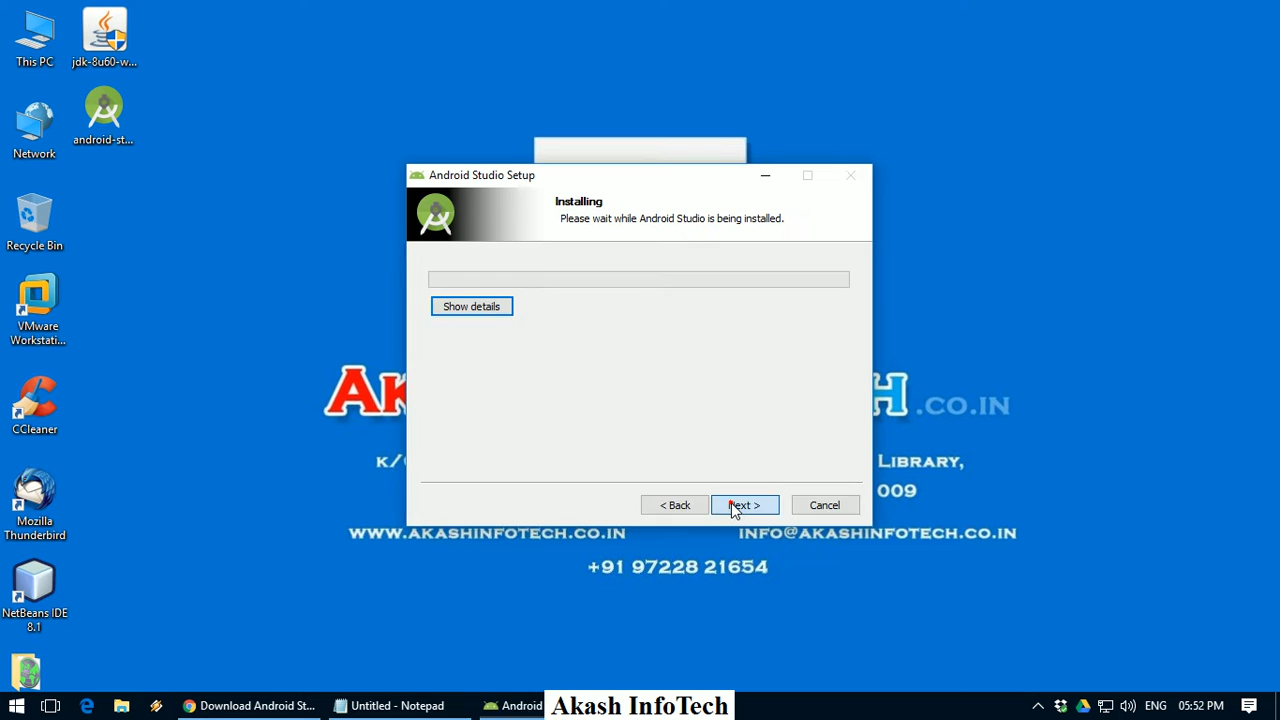 This PC
jdk-8u60-w...
Network
android-st...
Recycle Bin
VMware
Workstati...
CCleaner
Mozilla
Thunderbird
NetBeans IDE
8.1
Android Studio Setup
Installing
Please wait while Android Studio is being installed.
Show details
< Back
Next >
Cancel
AK
H .CO.IN
K/
LIBRARY,
009
WWW.AKASHINFOTECH.CO.IN
INFO@AKASHINFOTECH.CO.IN
+91 97228 21654
Download Android St...
Untitled - Notepad
Android
Akash InfoTech
ENG
05:52 PM